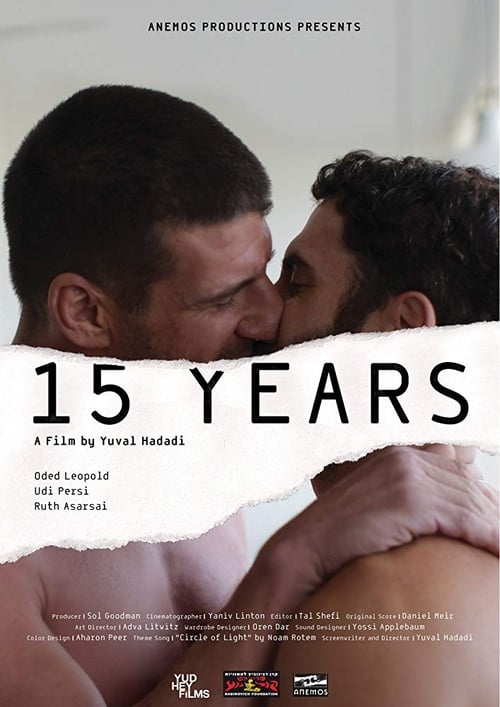 ANEMOS PRODUCTIONS PRESENTS
15 YEARS
A Film by Yuval Hadadi
Oded Leopold
Udi Persi
Ruth Asarsai
Producer: Sol Goodman Cinematographer: Yaniv Linton Editor: Tal Shefi Original Score: Daniel Meir
Art Director: Adva Litwitz Wardrobe Designer: Oren Dar Sound Designer: Yossi Applebaum
Color Design: Aharon Peer Theme Song: "Circle of Light" by Noam Rotem Screenwriter and Director: Yuval Hadadi
YUD
HEY
FILMS
RABINOVICH FOUNDATION
ANEMOS